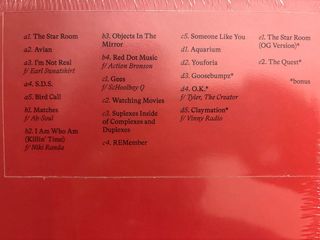 a1. The Star Room
a2. Avian
a3. I'm Not Real
f/ Earl Sweatshirt
a4. S.D.S.
a5. Bird Call
b1. Matches
f/ Ab-Soul
b2. I Am Who Am
(Killin' Time)
f/ Niki Randa
b3. Objects In The
Mirror
b4. Red Dot Music
f/ Action Bronson
c1. Gees
f/ ScHoolboy Q
c2. Watching Movies
c3. Suplexes Inside
of Complexes and
Duplexes
c4. REMember
c5. Someone Like You
d1. Aquarium
d2. Youforia
d3. Goosebumpz*
d4. O.K.*
f/ Tyler, The Creator
d5. Claymation*
f/ Vinny Radio
e1. The Star Room
(OG Version)*
e2. The Quest*
*bonus